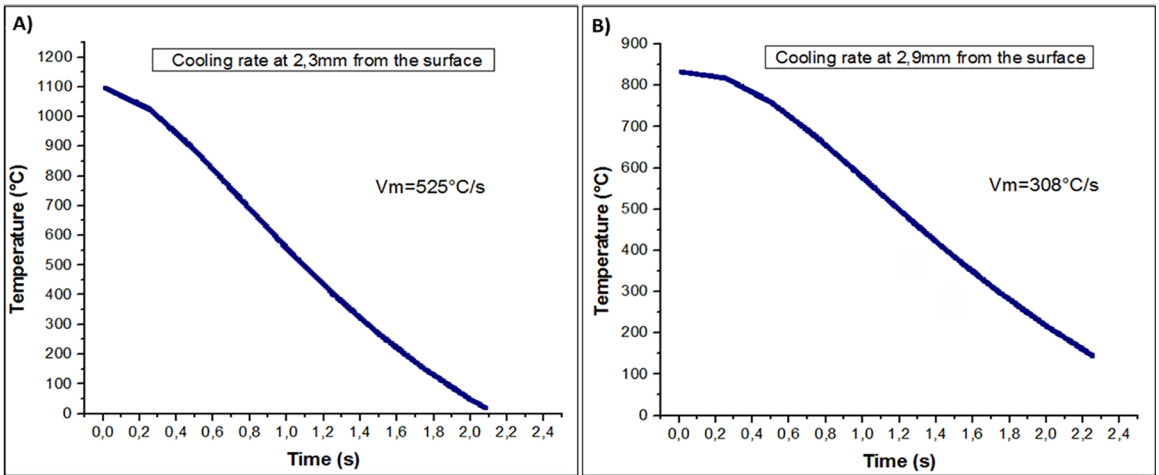 A)
Cooling rate at 2,3mm from the surface
Vm=525°C/s
Temperature (°C)
1200
1100
1000
900
800
700
600
500
400
300
200
100
0
0,0 0,2 0,4 0,6 0,8 1,0 1,2 1,4 1,6 1,8 2,0 2,2 2,4
Time (s)
B)
Cooling rate at 2,9mm from the surface
Vm=308°C/s
Temperature (°C)
900
800
700
600
500
400
300
200
100
0
0,0 0,2 0,4 0,6 0,8 1,0 1,2 1,4 1,6 1,8 2,0 2,2 2,4
Time (s)